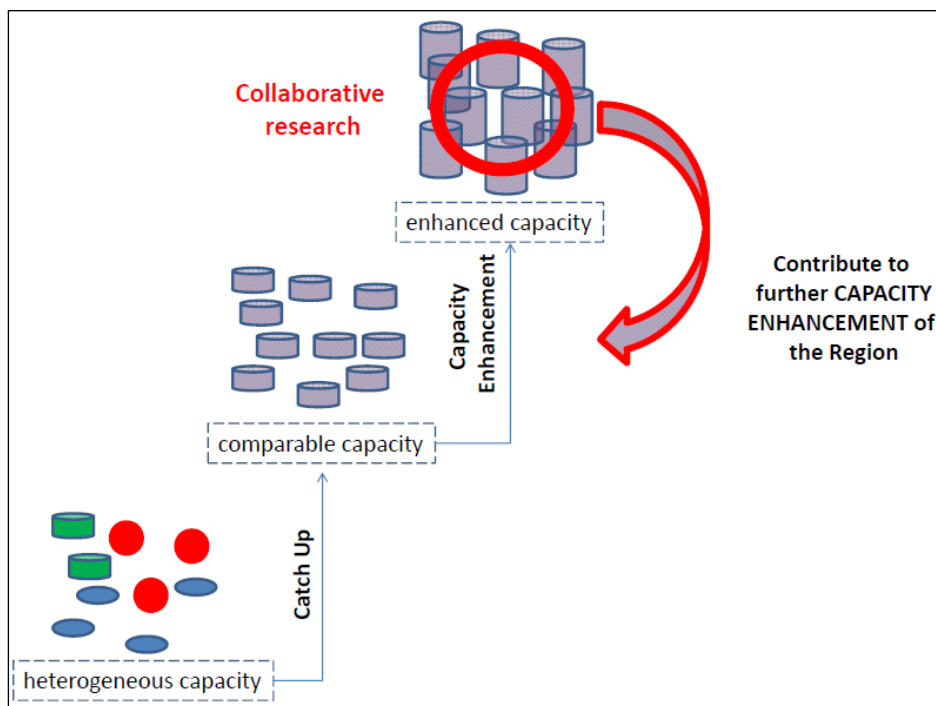 Collaborative
research
enhanced capacity
Capacity
Enhancement
Contribute to
further CAPACITY
ENHANCEMENT of
the Region
comparable capacity
Catch Up
heterogeneous capacity